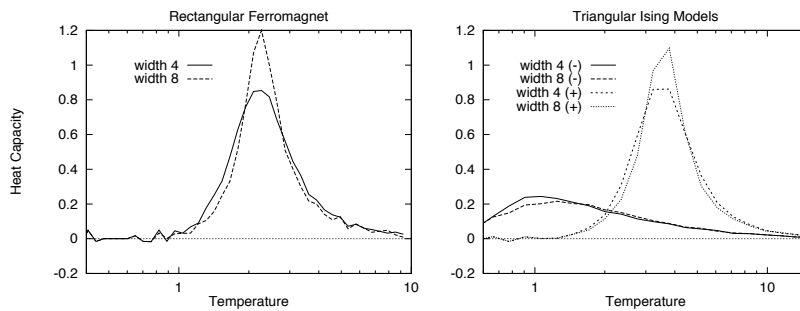 Rectangular Ferromagnet
Heat Capacity
1.2
1
0.8
0.6
0.4
0.2
0
-0.2
width 4
width 8
1
10
Temperature
Triangular Ising Models
1.2
1
0.8
0.6
0.4
0.2
0
-0.2
width 4 (-)
width 8 (-)
width 4 (+)
width 8 (+)
1
10
Temperature